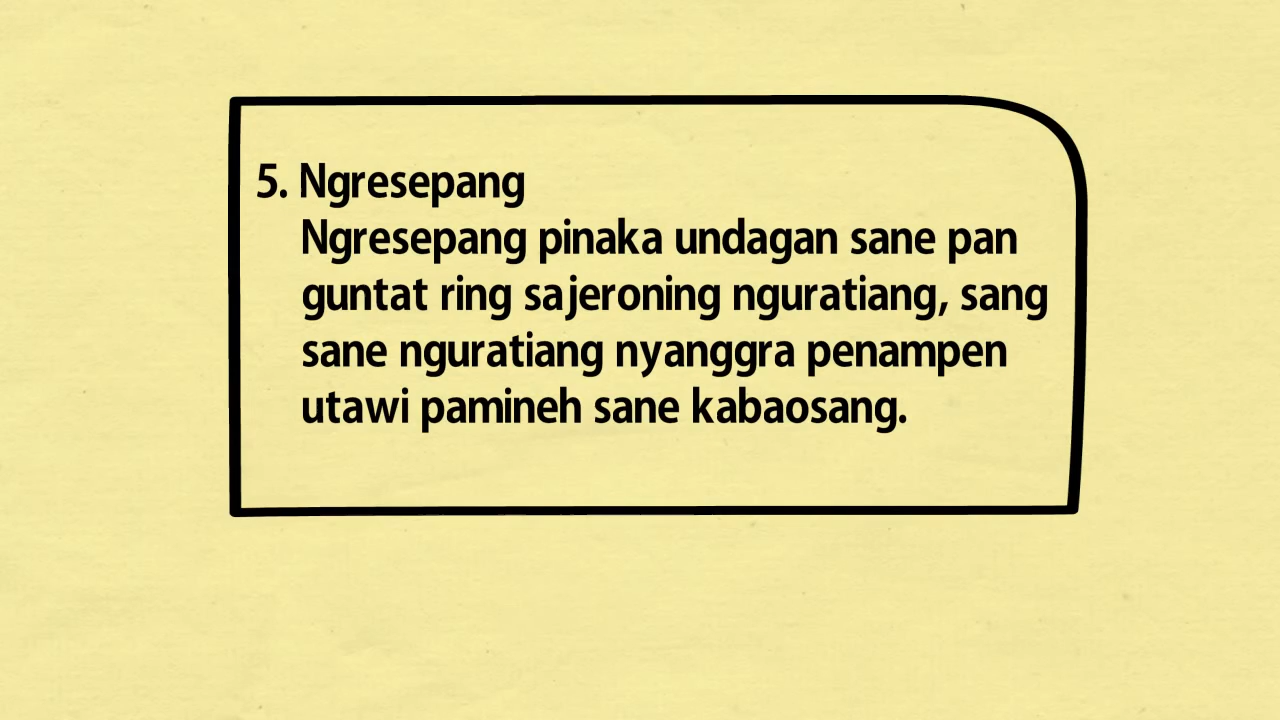 5. Ngresepang
Ngresepang pinaka undagan sane pan
guntat ring sajeroning nguratiang, sang
sane nguratiang nyanggra penampen
utawi pamineh sane kabaosang.